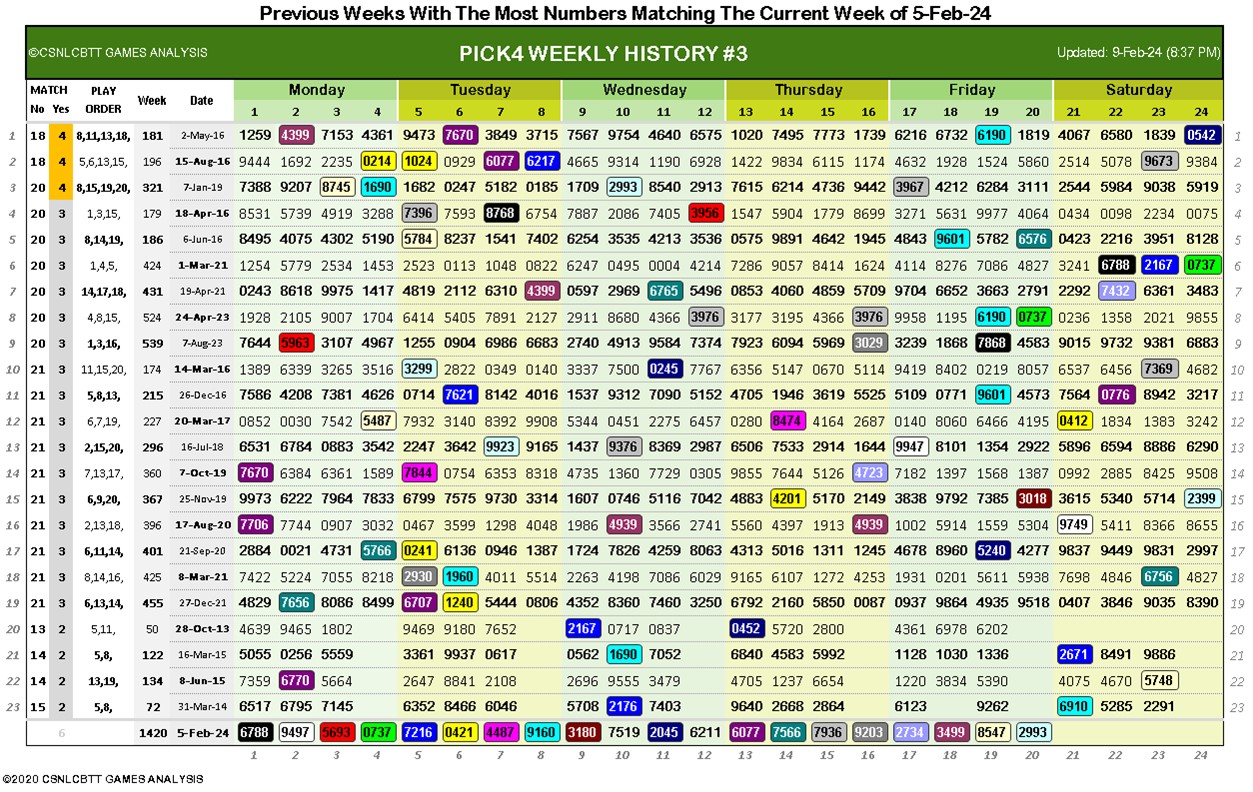 Previous Weeks With The Most Numbers Matching The Current Week of 5-Feb-24
©CSNLCBTT GAMES ANALYSIS PICK4 WEEKLY HISTORY #3 Updated: 9-Feb-24 (8:37 PM)
MATCH PLAY Week Date Monday Tuesday Wednesday Thursday Friday Saturday
No Yes ORDER 1 2 3 4 5 6 7 8 9 10 11 12 13 14 15 16 17 18 19 20 21 22 23 24
1 18 4 8,11,13,18, 181 2-May-16 1259 4399 7153 4361 9473 7670 3849 3715 7567 9754 4640 6575 1020 7495 7773 1739 6216 6732 6190 1819 4067 6580 1839 0542 1
2 18 4 5,6,13,15, 196 15-Aug-16 9444 1692 2235 0214 1024 0929 6077 6217 4665 9314 1190 6928 1422 9834 6115 1174 4632 1928 1524 5860 2514 5078 9673 9384 2
3 20 4 8,15,19,20, 321 7-Jan-19 7388 9207 8745 1690 1682 0247 5182 0185 1709 2993 8540 2913 7615 6214 4736 9442 3967 4212 6284 3111 2544 5984 9038 5919 3
4 20 3 1,3,15, 179 18-Apr-16 8531 5739 4919 3288 7396 7593 8768 6754 7887 2086 7405 3956 1547 5904 1779 8699 3271 5631 9977 4064 0434 0098 2234 0075 4
5 20 3 8,14,19, 186 6-Jun-16 8495 4075 4302 5190 5784 8237 1541 7402 6254 3535 4213 3536 0575 9891 4642 1945 4843 9601 5782 6576 0423 2216 3951 8128 5
6 20 3 1,4,5, 424 1-Mar-21 1254 5779 2534 1453 2523 0113 1048 0822 6247 0495 0004 4214 7286 9057 8414 1624 4114 8276 7086 4827 3241 6788 2167 0737 6
7 20 3 14,17,18, 431 19-Apr-21 0243 8618 9975 1417 4819 2112 6310 4399 0597 2969 11765 5496 0853 4060 4859 5709 9704 6652 3663 2791 2292 7432 6361 3483 7
8 20 3 4,8,15, 524 24-Apr-23 1928 2105 9007 1704 6414 5405 7891 2127 2911 8680 4366 3976 3177 3195 4366 3976 9958 1195 6190 0737 0236 1358 2021 9855 8
9 20 3 1,3,16, 539 7-Aug-23 7644 5963 3107 4967 1255 0904 6986 6683 2740 4913 9584 7374 7923 6094 5969 3029 3239 1868 7868 4583 9015 9732 9381 6883 9
10 21 3 11,15,20, 174 14-Mar-16 1389 6339 3265 3516 3299 2822 0349 0140 3337 7500 0245 7767 6356 5147 0670 5114 9419 8402 0219 8057 6537 6456 7369 4682 10
11 21 3 5,8,13, 215 26-Dec-16 7586 4208 7381 4626 0714 7621 8142 4016 1537 9312 7090 5152 4705 1946 3619 5525 5109 0771 9601 4573 7564 0776 8942 3217 11
12 21 3 6,7,19, 227 20-Mar-17 0852 0030 7542 5487 7932 3140 8392 9908 5344 0451 2275 6457 0280 8474 4164 2687 0140 8060 6466 4195 0412 1834 1383 3242 12
13 21 3 2,15,20, 296 16-Jul-18 6531 6784 0883 3542 2247 3642 9923 9165 1437 9376 8369 2987 6506 7533 2914 1644 9947 8101 1354 2922 5896 6594 8886 6290 13
14 21 3 7,13,17, 360 7-Oct-19 7670 6384 6361 1589 7844 0754 6353 8318 4735 1360 7729 0305 9855 7644 5126 4723 7182 1397 1568 1387 0992 2228 8425 9508 14
15 21 3 6,9,20, 367 25-Nov-19 9973 6222 7964 7833 6799 7575 9730 3314 1607 0746 5116 7042 4883 4201 5170 2149 3838 9792 7385 3018 3615 5340 5714 2399 15
16 21 3 2,13,18, 396 17-Aug-20 7706 7744 0907 3032 0467 3599 1298 4048 1986 4939 3566 2741 5560 4397 1913 4939 1002 5914 1559 5304 9749 5411 8366 8655 16
17 21 3 6,11,14, 401 21-Sep-20 2884 0021 4731 5766 0241 6136 0946 1387 1724 7826 4259 8063 4313 5016 1311 1245 4678 8960 5240 4277 9837 9449 9831 2997 17
18 21 3 8,14,16, 425 8-Mar-21 7422 5224 7055 8218 2930 1960 4011 5514 2263 4198 7086 6029 9165 6107 1272 4253 1931 0201 5611 5938 7698 4846 6756 4827 18
19 21 3 6,13,14, 455 27-Dec-21 4829 7656 8086 8499 6707 1240 5444 0806 4352 8360 7460 3250 6792 2160 5850 0087 0937 9864 4935 9518 0407 3846 9035 8390 19
20 13 2 5,11, 50 28-Oct-13 4639 9465 1802 9469 9180 7652 2167 0717 0837 0452 5720 2800 4361 6978 6202 20
21 14 2 5,8, 122 16-Mar-15 5055 0256 5559 3361 9937 0617 0562 1690 7052 6840 4583 5992 1128 1030 1336 2671 8491 9886 21
22 14 2 13,19, 134 8-Jun-15 7359 6770 5664 2647 8841 2108 2696 9555 3479 4705 1237 6654 1220 3834 5390 4075 4670 5748 22
23 15 2 5,8, 72 31-Mar-14 6517 6795 7145 6352 8466 6046 5708 2176 7403 9640 2668 2864 6123 9262 6910 5285 2291 23
6 1420 5-Feb-24 6788 9497 5693 0737 7216 0421 4487 9160 3180 7519 2045 6211 6077 7566 7936 9203 2734 3499 8547 2993
1 2 3 4 5 6 7 8 9 10 11 12 13 14 15 16 17 18 19 20 21 22 23 24
©2020 CSNLCBTT GAMES ANALYSIS